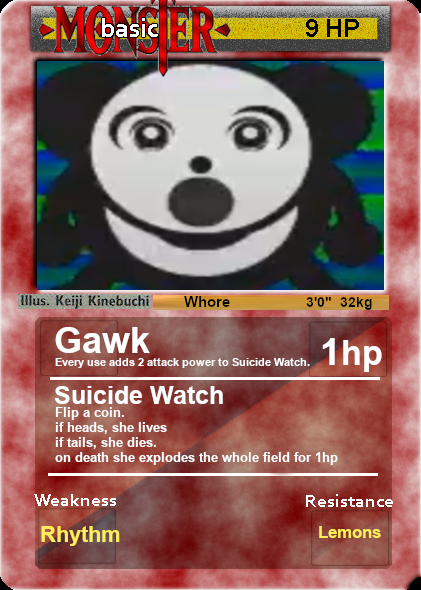 MONSTER
basic
9 HP
Illus. Keiji Kinebuchi
Whore 3'0" 32kg
Gawk
Every use adds 2 attack power to Suicide Watch.
1hp
Suicide Watch
Flip a coin.
if heads, she lives
if tails, she dies.
on death she explodes the whole field for 1hp
Weakness Resistance
Rhythm Lemons